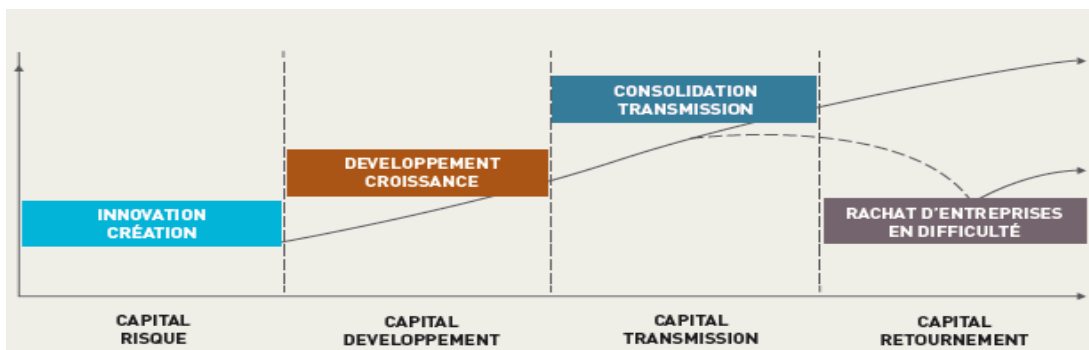 CONSOLIDATION
TRANSMISSION
DEVELOPPEMENT
CROISSANCE
INNOVATION
CRÉATION
RACHAT D'ENTREPRISES
EN DIFFICULTÉ
CAPITAL
RISQUE
CAPITAL
DEVELOPPEMENT
CAPITAL
TRANSMISSION
CAPITAL
RETOURNEMENT